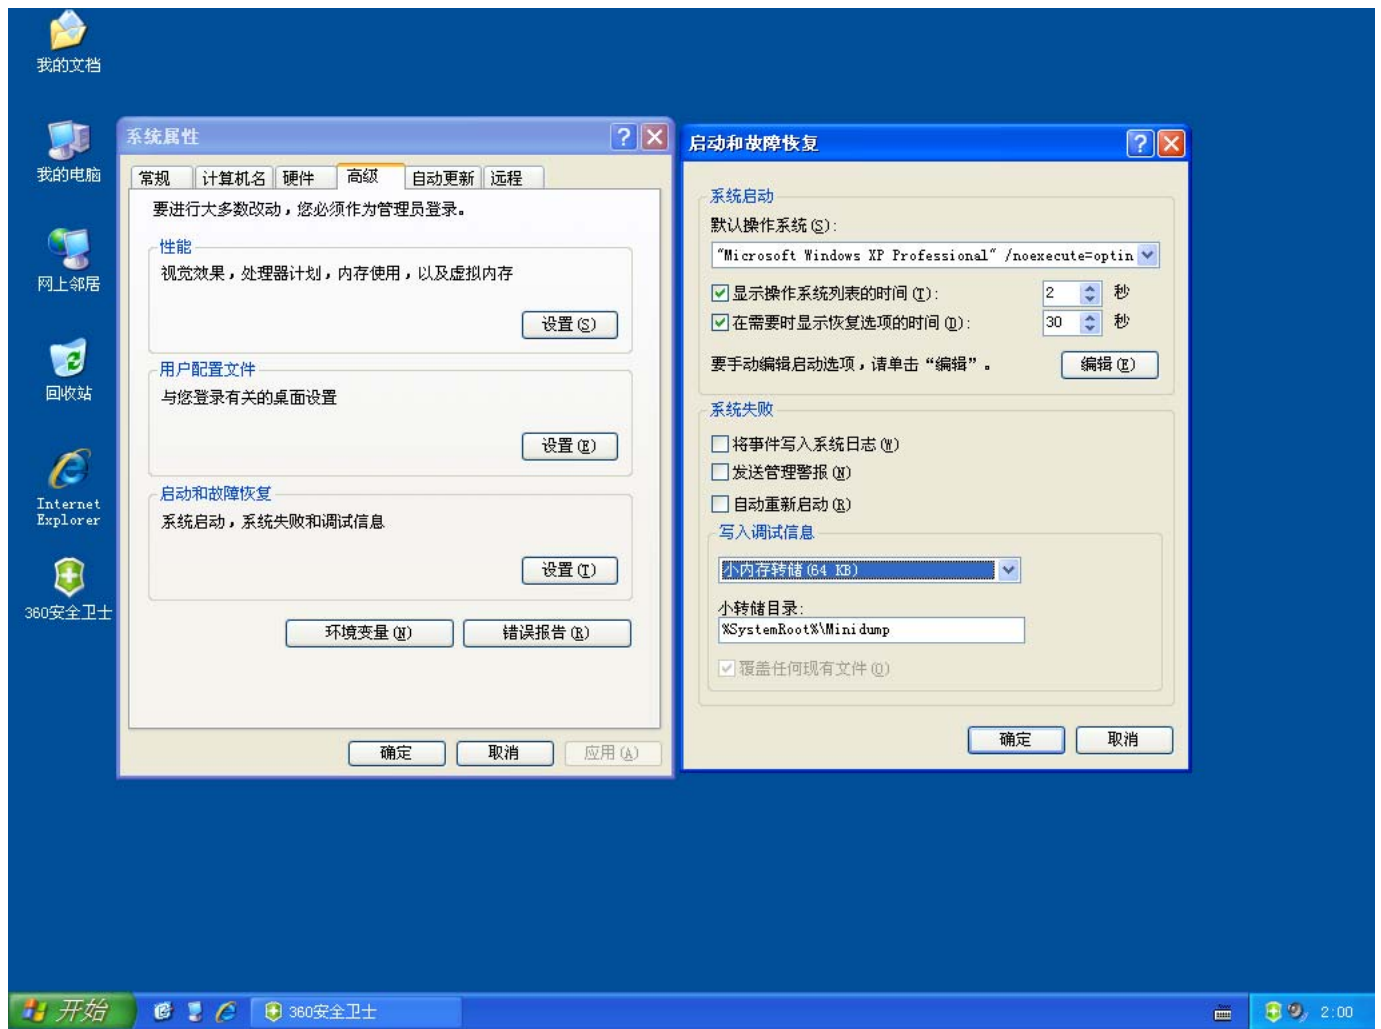 我的文档
我的电脑
网上邻居
回收站
Internet
Explorer
360安全卫士
系统属性
常规
计算机名
硬件
高级
自动更新
远程
要进行大多数改动，您必须作为管理员登录。
性能
视觉效果，处理器计划，内存使用，以及虚拟内存
设置(S)
用户配置文件
与您登录有关的桌面设置
设置(E)
启动和故障恢复
系统启动，系统失败和调试信息
设置(T)
环境变量(N)
错误报告(R)
确定
取消
应用(A)
启动和故障恢复
系统启动
默认操作系统(S):
"Microsoft Windows XP Professional" /noexecute=optin
显示操作系统列表的时间(T):
2
秒
在需要时显示恢复选项的时间(D):
30
秒
要手动编辑启动选项，请单击“编辑”。
编辑(E)
系统失败
将事件写入系统日志(W)
发送管理警报(N)
自动重新启动(R)
写入调试信息
小内存转储(64 KB)
小转储目录:
%SystemRoot%\Minidump
覆盖任何现有文件(O)
确定
取消
开始
360安全卫士
2:00